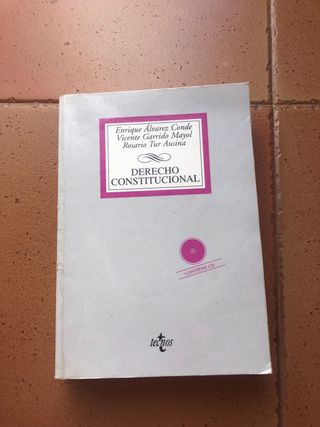 Enrique Álvarez Conde
Vicente Garrido Mayol
Rosario Tur Ausina
DERECHO
CONSTITUCIONAL
CONTIENE CD
tecnos